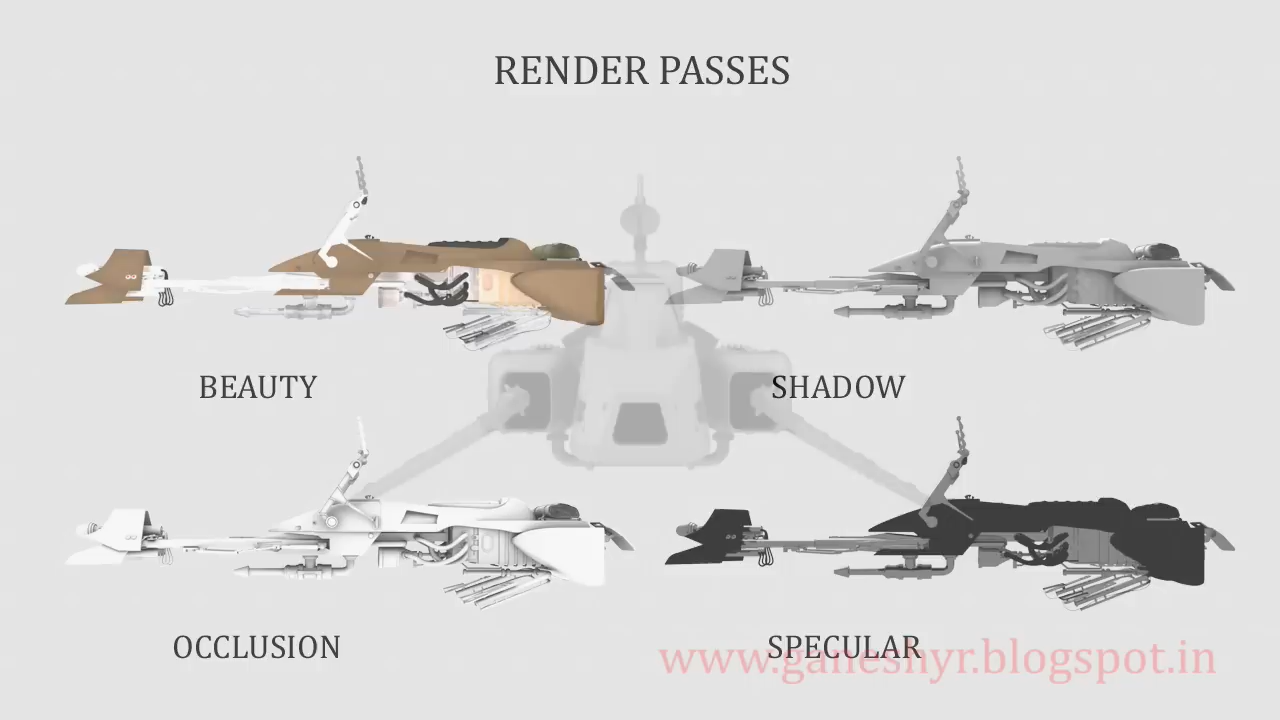 RENDER PASSES
BEAUTY
SHADOW
OCCLUSION
SPECULAR
www.ganeshyr.blogspot.in